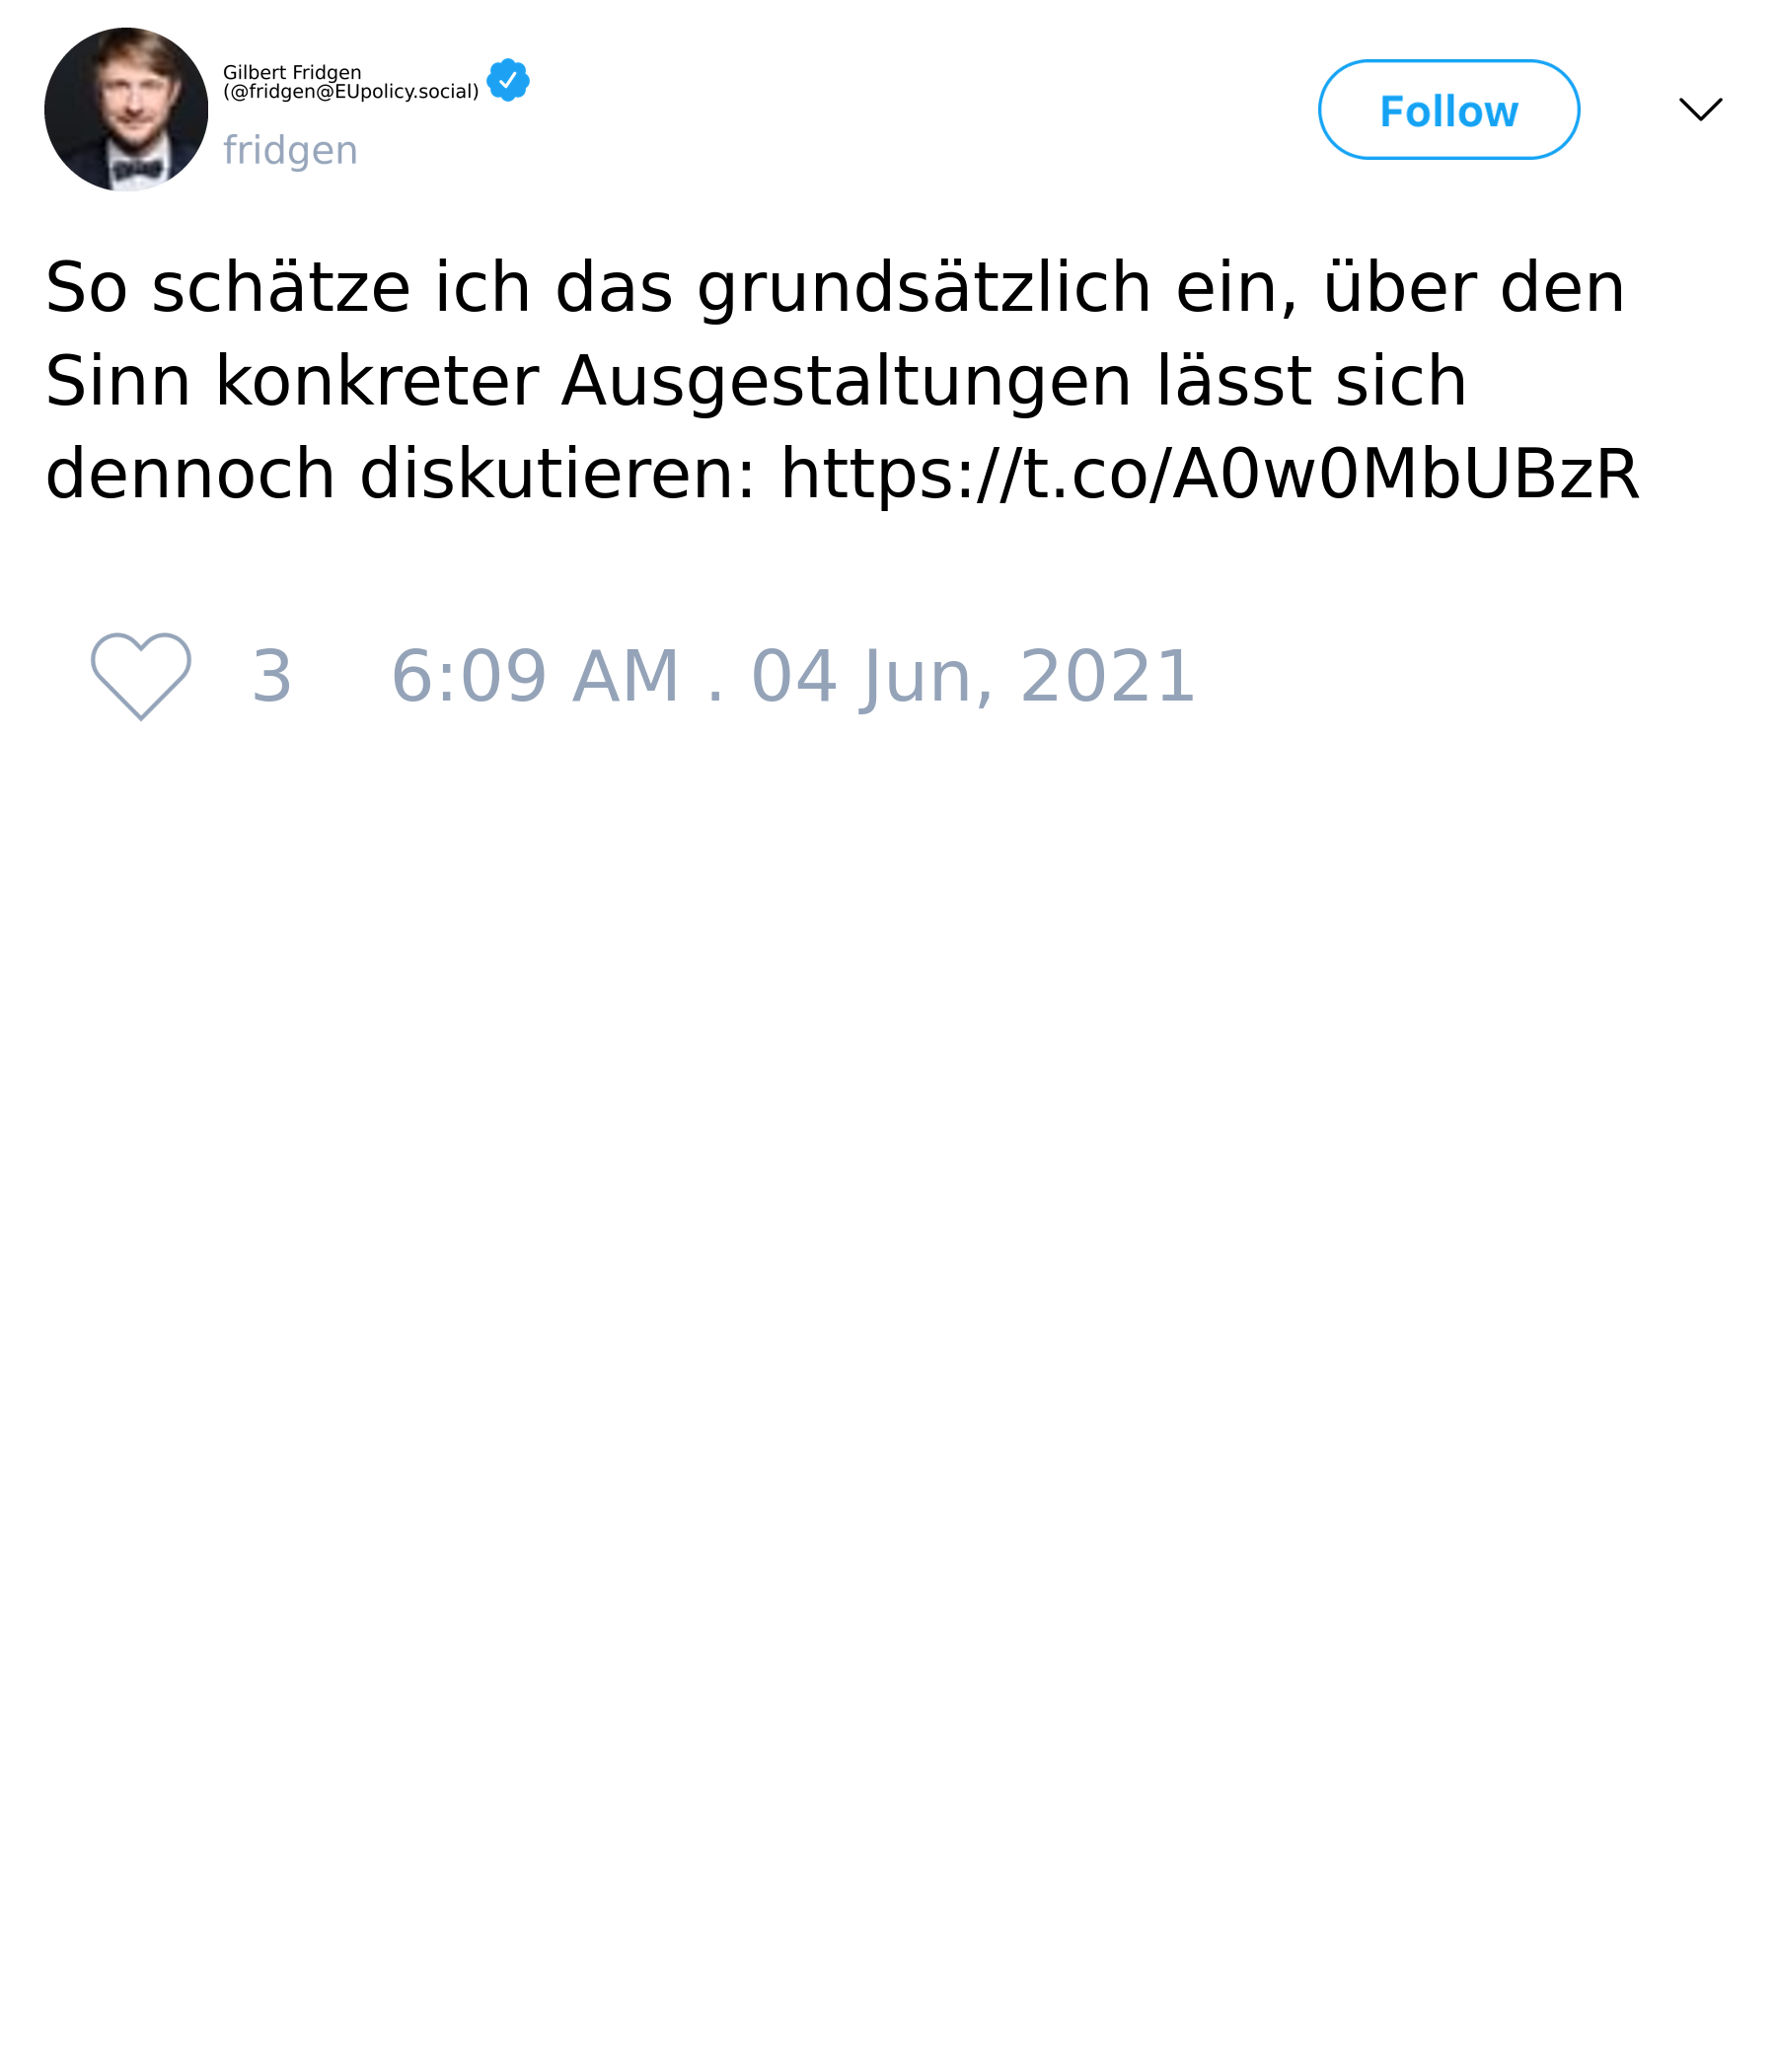 Gilbert Fridgen
(@fridgen@EUpolicy.social)
fridgen
Follow
So schätze ich das grundsätzlich ein, über den
Sinn konkreter Ausgestaltungen lässt sich
dennoch diskutieren: https://t.co/A0w0MbUBzR
3 6:09 AM . 04 Jun, 2021